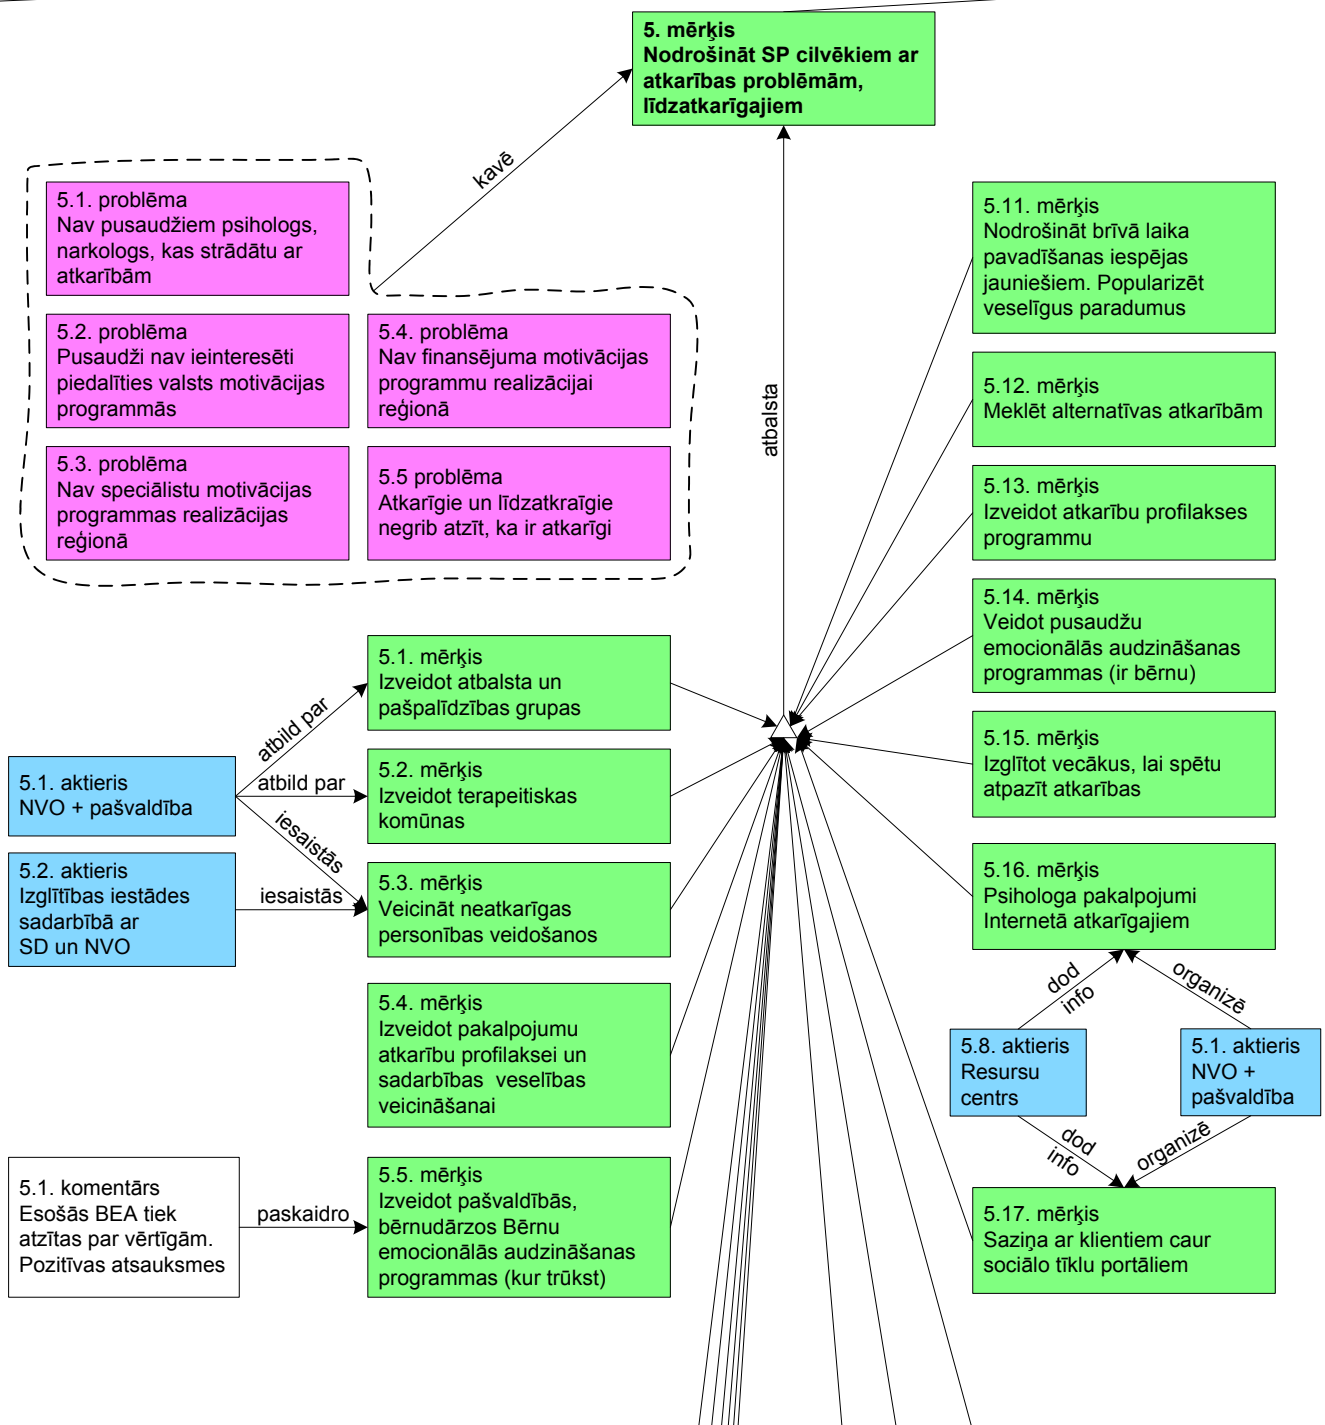 5. mērķis
Nodrošināt SP cilvēkiem ar
atkarības problēmām,
līdzatkarīgajiem
kavē
5.1. problēma
Nav pusaudžiem psihologs,
narkologs, kas strādātu ar
atkarībām
5.2. problēma
Pusaudži nav ieinteresēti
piedalīties valsts motivācijas
programmās
5.3. problēma
Nav speciālistu motivācijas
programmas realizācijas
reģionā
5.4. problēma
Nav finansējuma motivācijas
programmu realizācijai
reģionā
5.5 problēma
Atkarīgie un līdzatkraīgie
negrib atzīt, ka ir atkarīgi
atbalsta
5.1. aktieris
NVO + pašvaldība
5.2. aktieris
Izglītības iestādes
sadarbībā ar
SD un NVO
atbild par
atbild par
iesaistās
iesaistās
5.1. mērķis
Izveidot atbalsta un
pašpalīdzības grupas
5.2. mērķis
Izveidot terapeitiskas
komūnas
5.3. mērķis
Veicināt neatkarīgas
personības veidošanos
5.4. mērķis
Izveidot pakalpojumu
atkarību profilaksei un
sadarbības  veselības
veicināšanai
5.1. komentārs
Esošās BEA tiek
atzītas par vērtīgām.
Pozitīvas atsauksmes
paskaidro
5.5. mērķis
Izveidot pašvaldībās,
bērnudārzos Bērnu
emocionālās audzināšanas
programmas (kur trūkst)
5.11. mērķis
Nodrošināt brīvā laika
pavadīšanas iespējas
jauniešiem. Popularizēt
veselīgus paradumus
5.12. mērķis
Meklēt alternatīvas atkarībām
5.13. mērķis
Izveidot atkarību profilakses
programmu
5.14. mērķis
Veidot pusaudžu
emocionālās audzināšanas
programmas (ir bērnu)
5.15. mērķis
Izglītot vecākus, lai spētu
atpazīt atkarības
5.16. mērķis
Psihologa pakalpojumi
Internetā atkarīgajiem
dod
info
organizē
5.8. aktieris
Resursu
centrs
5.1. aktieris
NVO +
pašvaldība
dod
info
organizē
5.17. mērķis
Saziņa ar klientiem caur
sociālo tīklu portāliem